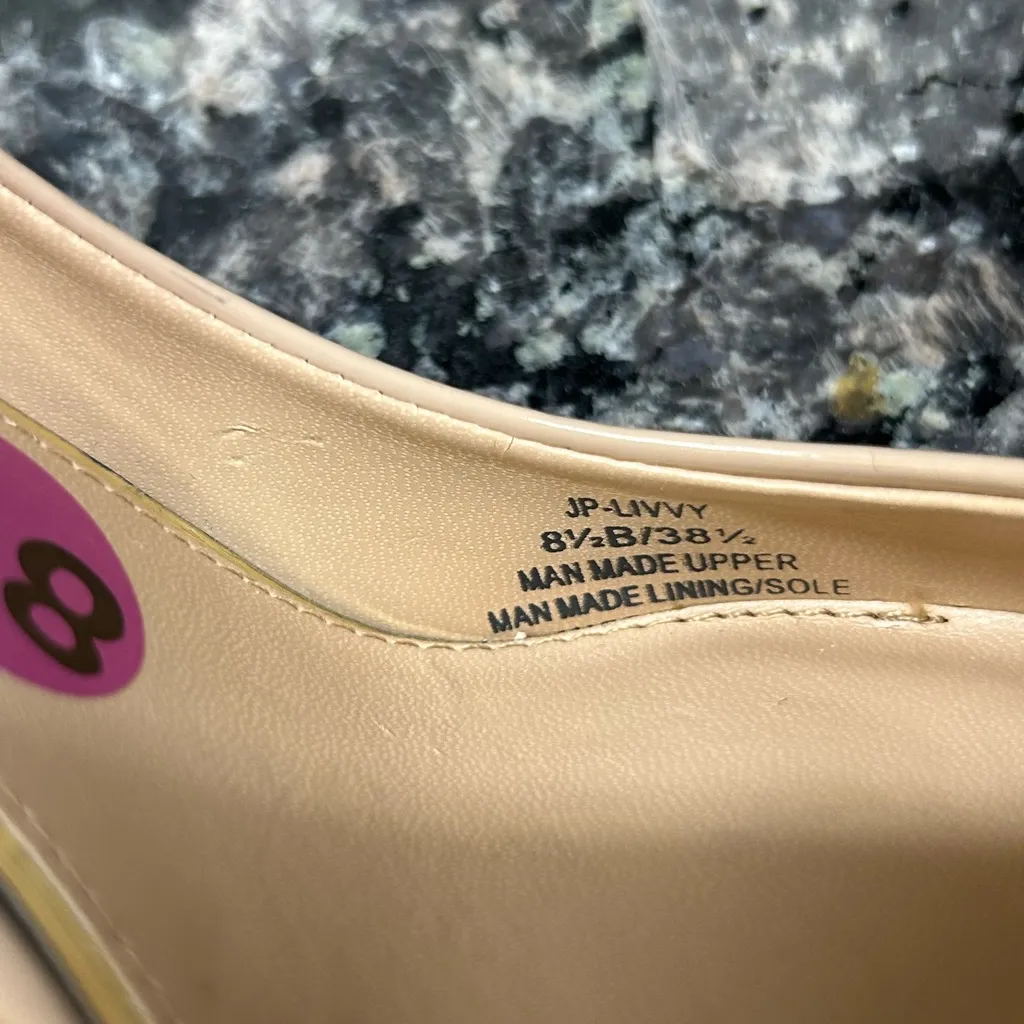 JP-LIVVY
8½B/38½
MAN MADE UPPER
MAN MADE LINING/SOLE
8